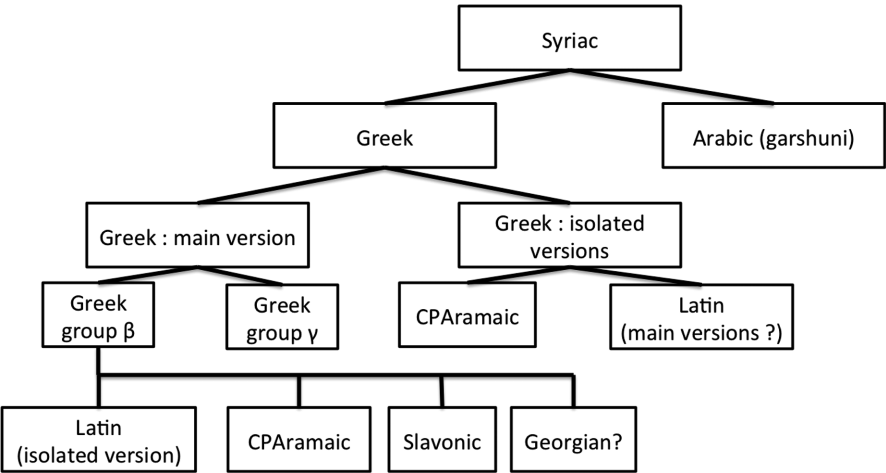 Syriac
Greek
Arabic (garshuni)
Greek : main version
Greek : isolated
versions
Greek
group β
Greek
group γ
CPAramaic
Latin
(main versions ?)
Latin
(isolated version)
CPAramaic
Slavonic
Georgian?